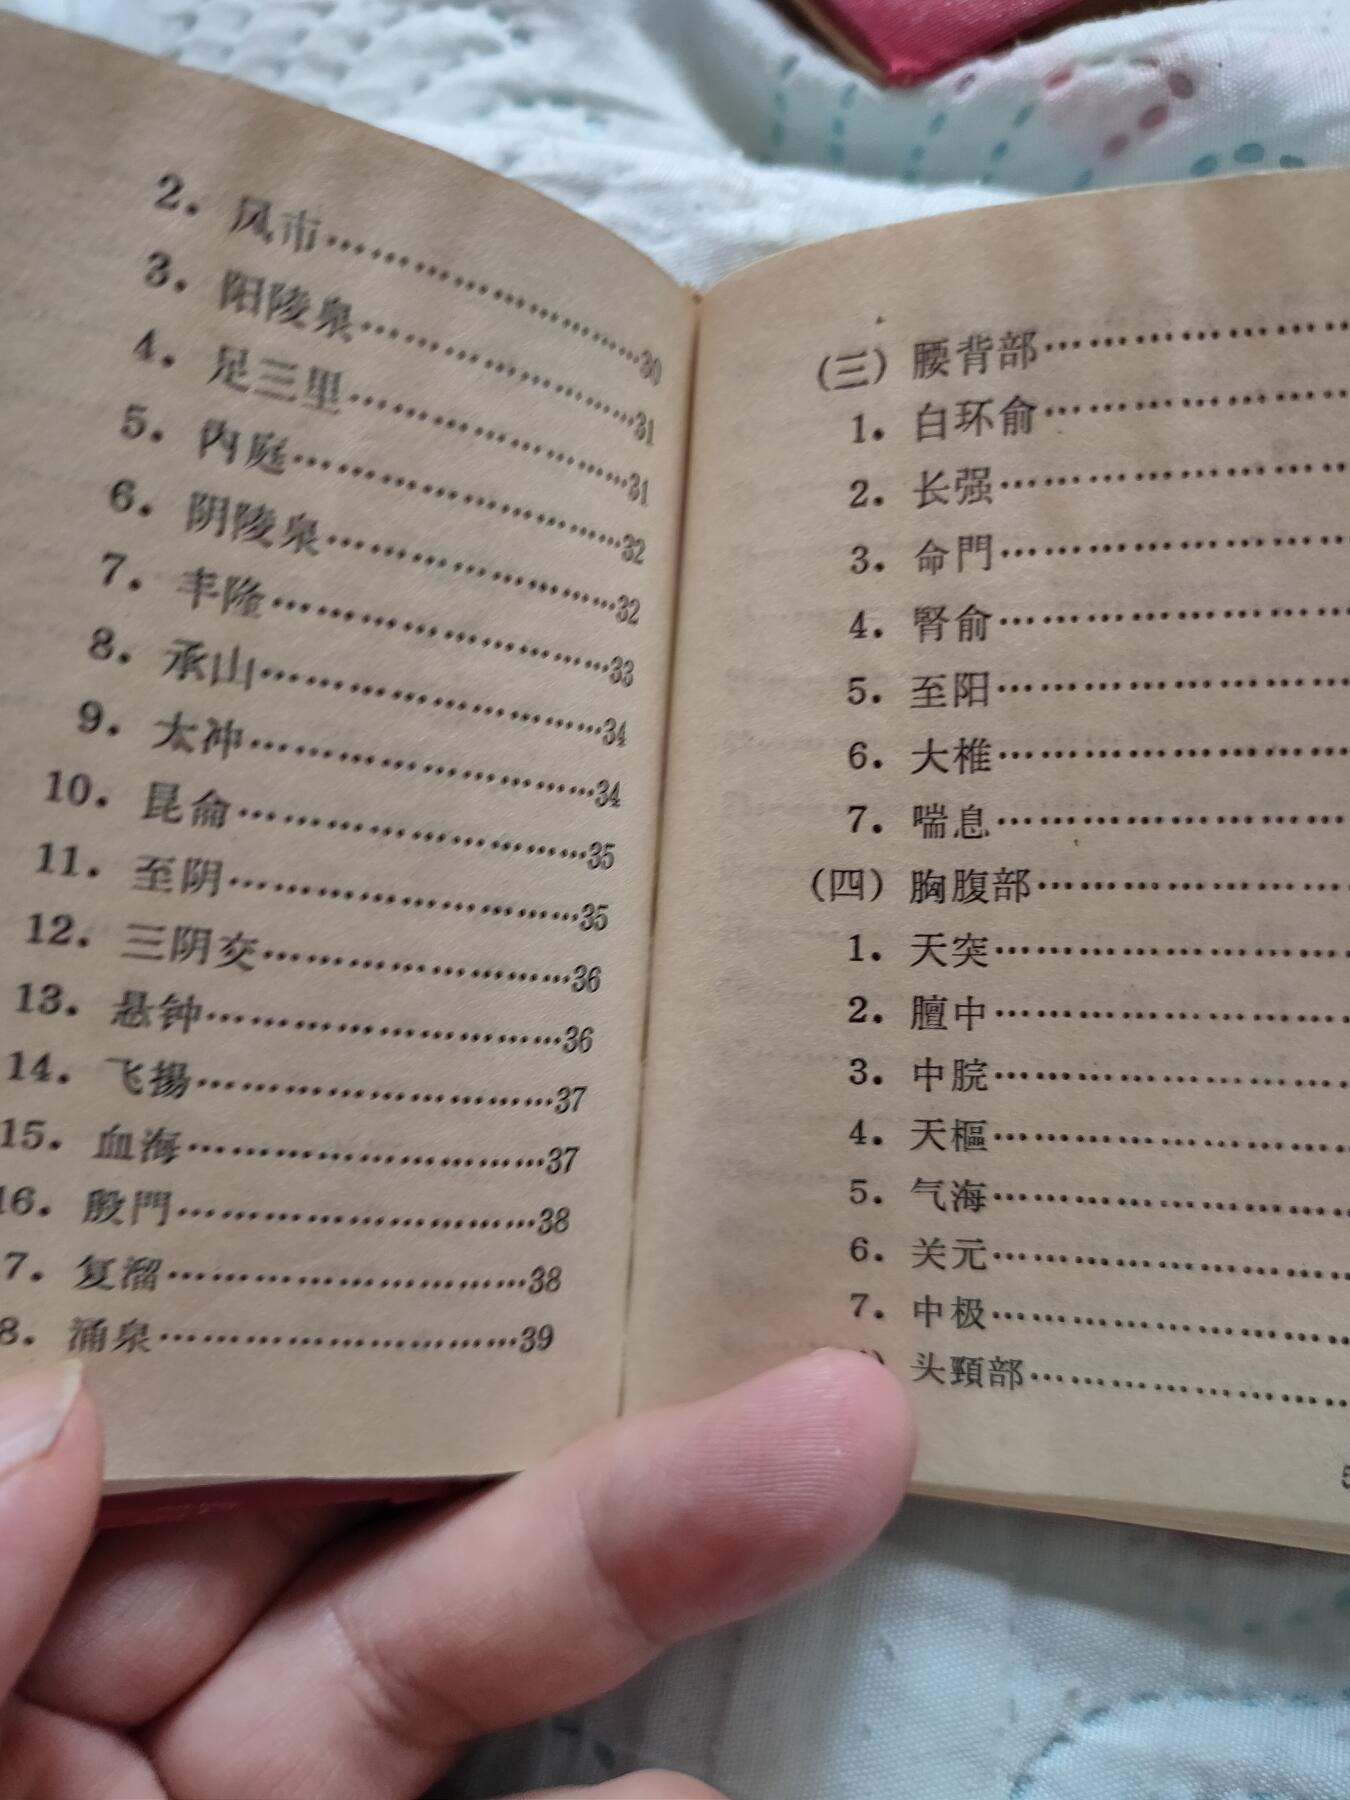 2. 风市……………………30
3. 阳陵泉…………………31
4. 足三里…………………31
5. 内庭……………………32
6. 阴陵泉…………………32
7. 丰隆……………………33
8. 承山……………………34
9. 太冲……………………34
10. 昆侖……………………35
11. 至阴……………………35
12. 三阴交…………………36
13. 悬钟……………………36
14. 飞揚……………………37
15. 血海……………………37
16. 殷門……………………38
7. 复溜……………………38
8. 涌泉……………………39
(三) 腰背部……………
1. 白环俞……………
2. 长强………………
3. 命門………………
4. 腎俞………………
5. 至阳………………
6. 大椎………………
7. 喘息………………
(四) 胸腹部……………
1. 天突………………
2. 膻中………………
3. 中脘………………
4. 天樞………………
5. 气海………………
6. 关元………………
7. 中极………………
) 头頸部……………
5